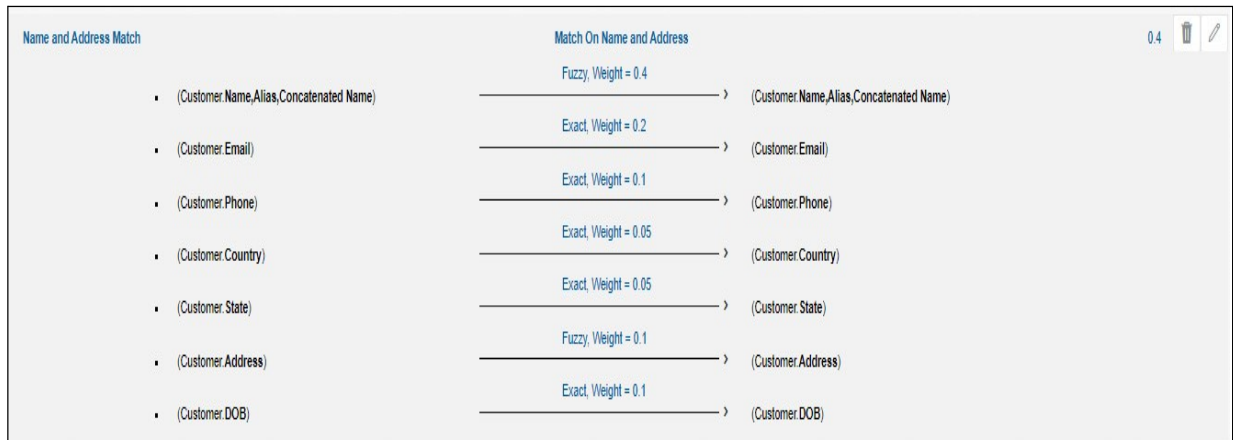 Name and Address Match Match On Name and Address 0.4
Fuzzy, Weight = 0.4
(Customer.Name,Alias,Concatenated Name) (Customer.Name,Alias,Concatenated Name)
Exact, Weight = 0.2
(Customer.Email) (Customer.Email)
Exact, Weight = 0.1
(Customer.Phone) (Customer.Phone)
Exact, Weight = 0.05
(Customer.Country) (Customer.Country)
Exact, Weight = 0.05
(Customer.State) (Customer.State)
Fuzzy, Weight = 0.1
(Customer.Address) (Customer.Address)
Exact, Weight = 0.1
(Customer.DOB) (Customer.DOB)